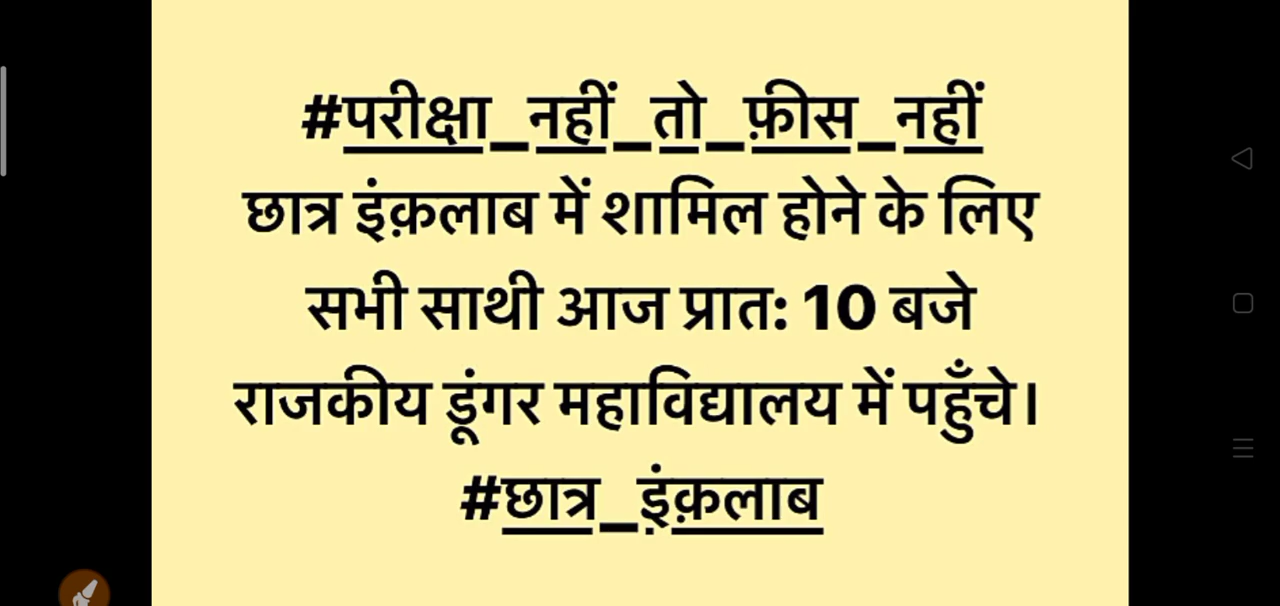 #परीक्षा_नहीं_तो_फ़ीस_नहीं
छात्र इंक़लाब में शामिल होने के लिए
सभी साथी आज प्रात: 10 बजे
राजकीय डूंगर महाविद्यालय में पहुँचे।
#छात्र_इंक़लाब